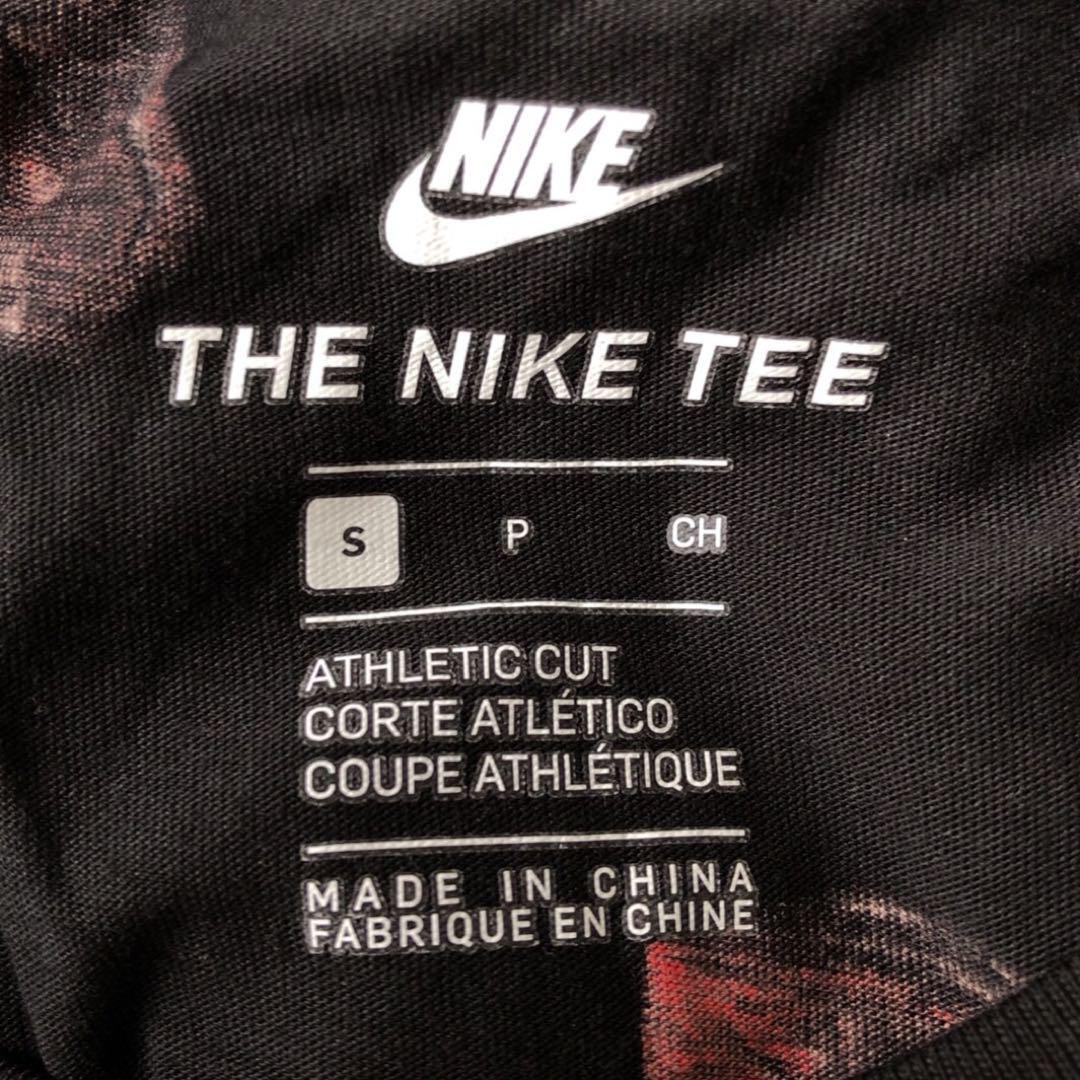 NIKE
THE NIKE TEE
S P CH
ATHLETIC CUT
CORTE ATLÉTICO
COUPE ATHLÉTIQUE
MADE IN CHINA
FABRIQUE EN CHINE